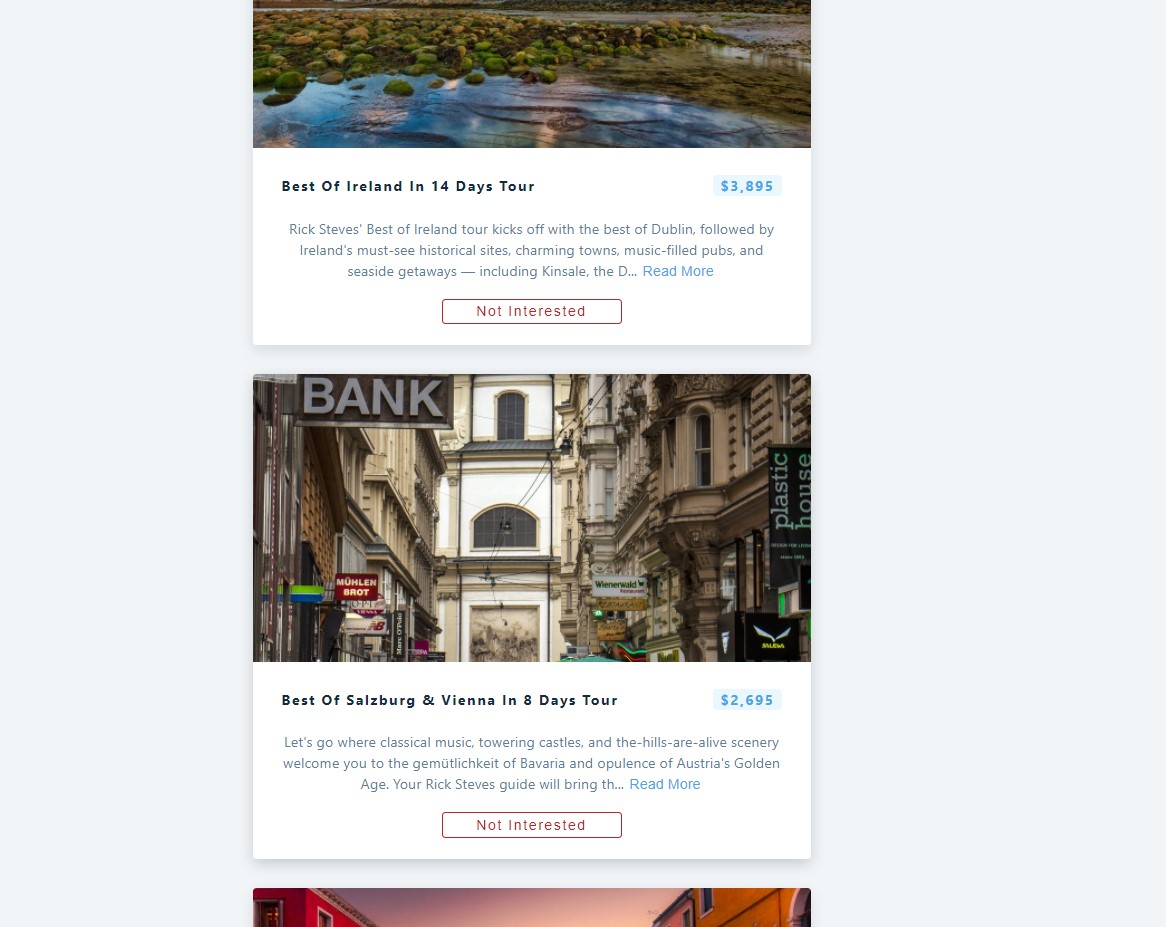 Best Of Ireland In 14 Days Tour
$3,895
Rick Steves' Best of Ireland tour kicks off with the best of Dublin, followed by
Ireland's must-see historical sites, charming towns, music-filled pubs, and
seaside getaways — including Kinsale, the D... Read More
Not Interested
BANK
plastic
house
MÜHLEN
BROT
Wienerwald
Restaurant
Marc O'Polo
SALEWA
Best Of Salzburg & Vienna In 8 Days Tour
$2,695
Let's go where classical music, towering castles, and the-hills-are-alive scenery
welcome you to the gemütlichkeit of Bavaria and opulence of Austria's Golden
Age. Your Rick Steves guide will bring th... Read More
Not Interested